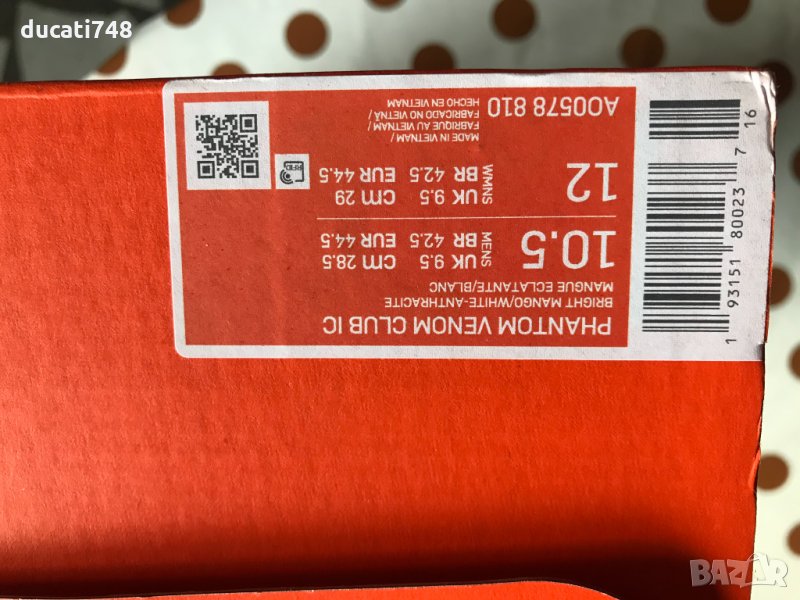 ducati748
PHANTOM VENOM CLUB IC
BRIGHT MANGO/WHITE-ANTHRACITE
MANGUE ECLATANTE/BLANC
10.5
MENS
UK 9.5
BR 42.5
EUR 44.5
cm 28.5
12
WMNS
UK 9.5
BR 42.5
EUR 44.5
cm 29
MADE IN VIETNAM /
FABRIQUE AU VIETNAM /
FABRICADO NO VIETNÃ /
HECHO EN VIETNAM
AO0578 810
1 93151 80023 7 16
BAZAR